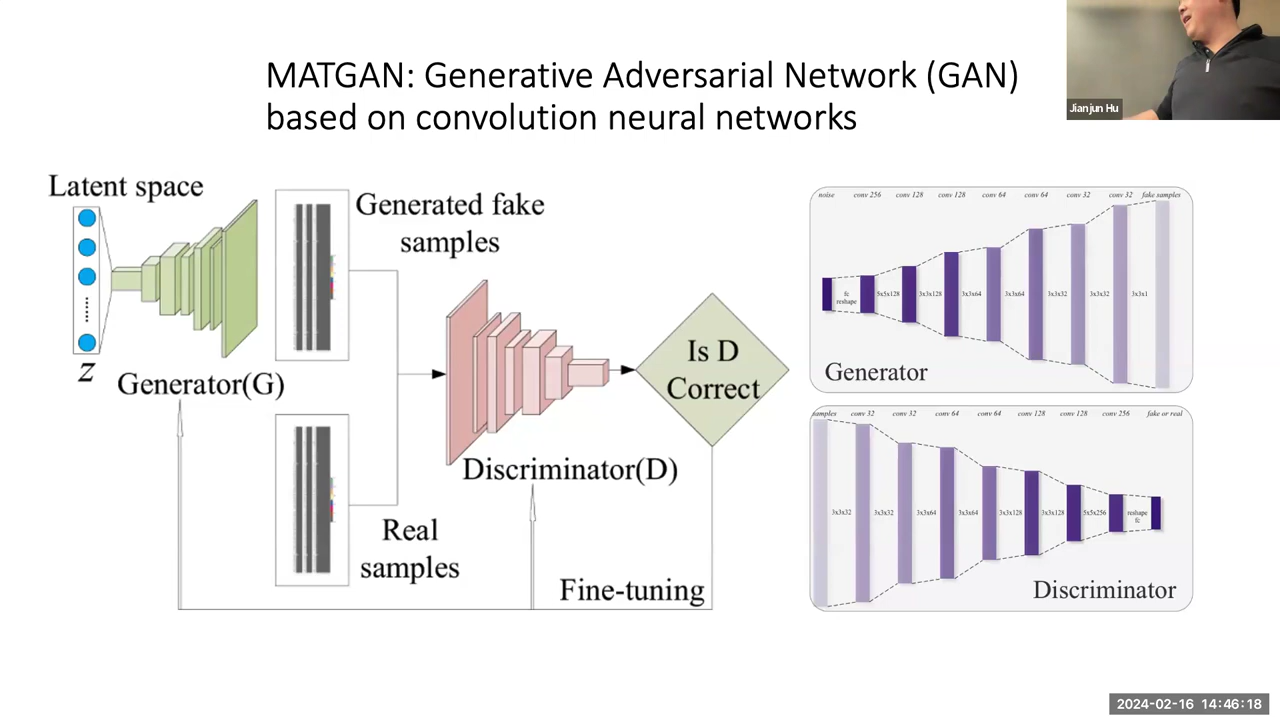 MATGAN: Generative Adversarial Network (GAN)
based on convolution neural networks
Jianjun Hu
Latent space
z
Generator(G)
Generated fake
samples
Real
samples
Discriminator(D)
Is D
Correct
Fine-tuning
noise conv 256 conv 128 conv 128 conv 64 conv 64 conv 32 conv 32 fake samples
fc
reshape
5x5x128 3x3x128 3x3x64 3x3x64 3x3x32 3x3x32 3x3x1
Generator
samples conv 32 conv 32 conv 64 conv 64 conv 128 conv 128 conv 256 fake or real
3x3x32 3x3x32 3x3x64 3x3x64 3x3x128 3x3x128 5x5x256
reshape
fc
Discriminator
2024-02-16 14:46:18